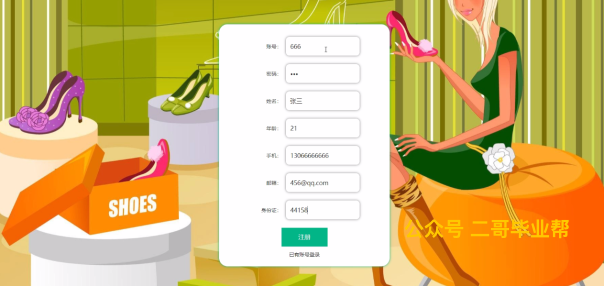 账号: 666
密码: •••
姓名: 张三
年龄: 21
手机: 13066666666
邮箱: 456@qq.com
身份证: 44158
注册
已有账号登录
SHOES
公众号 二哥毕业帮